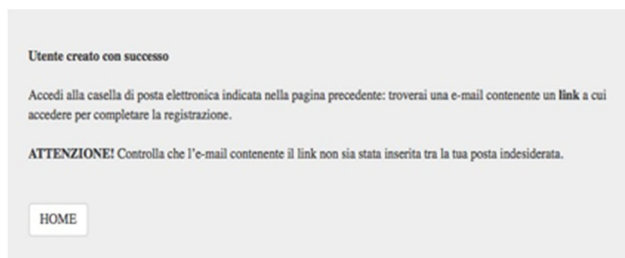 Utente creato con successo
Accedi alla casella di posta elettronica indicata nella pagina precedente: troverai una e-mail contenente un link a cui
accedere per completare la registrazione.
ATTENZIONE! Controlla che l'e-mail contenente il link non sia stata inserita tra la tua posta indesiderata.
HOME